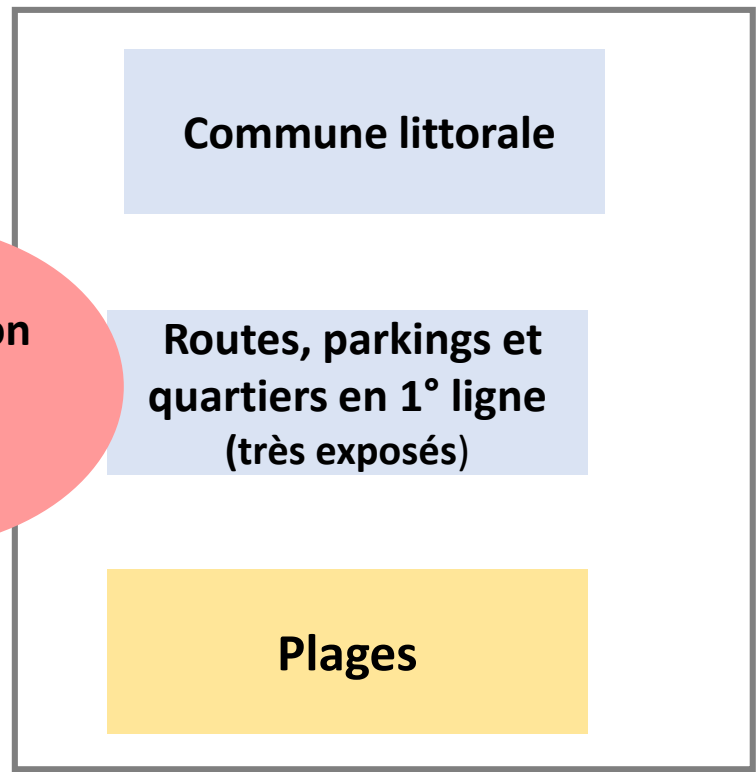 Commune littorale
Routes, parkings et
quartiers en 1° ligne
(très exposés)
Plages